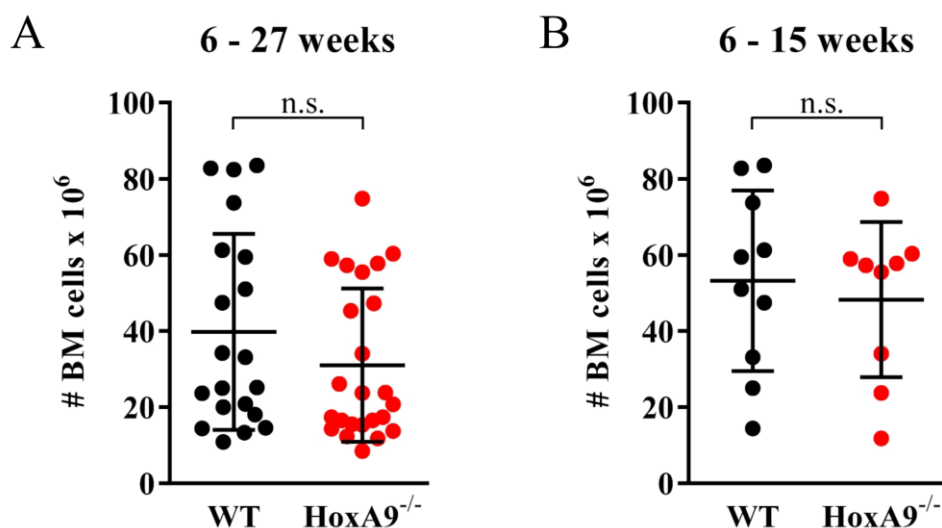 A
6 - 27 weeks
n.s.
# BM cells x 10⁶
100
80
60
40
20
0
WT
HoxA9⁻/⁻
B
6 - 15 weeks
n.s.
# BM cells x 10⁶
100
80
60
40
20
0
WT
HoxA9⁻/⁻